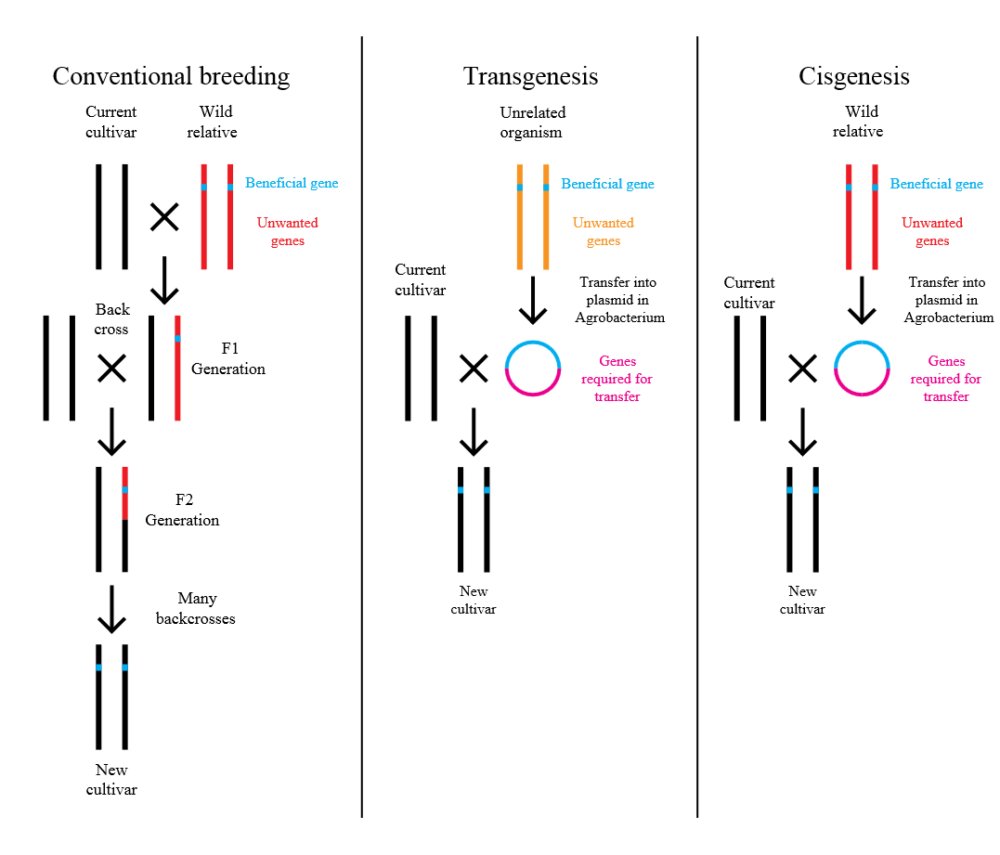 Conventional breeding
Current
cultivar
Wild
relative
Beneficial gene
Unwanted
genes
Back
cross
F1
Generation
F2
Generation
Many
backcrosses
New
cultivar
Transgenesis
Unrelated
organism
Beneficial gene
Unwanted
genes
Current
cultivar
Transfer into
plasmid in
Agrobacterium
Genes
required for
transfer
New
cultivar
Cisgenesis
Wild
relative
Beneficial gene
Unwanted
genes
Current
cultivar
Transfer into
plasmid in
Agrobacterium
Genes
required for
transfer
New
cultivar